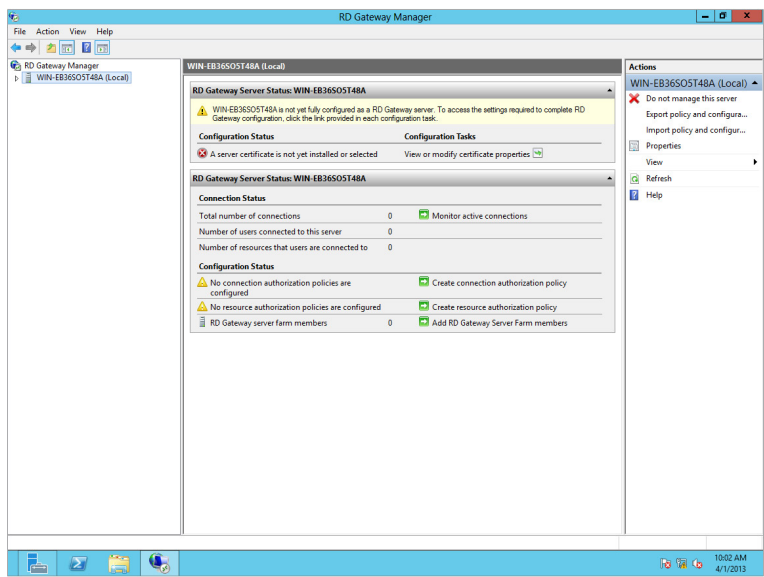 RD Gateway Manager
File Action View Help
RD Gateway Manager
WIN-EB36SO5T48A (Local)
WIN-EB36SO5T48A (Local)
RD Gateway Server Status: WIN-EB36SO5T48A
WIN-EB36SO5T48A is not yet fully configured as a RD Gateway server. To access the settings required to complete RD
Gateway configuration, click the link provided in each configuration task.
Configuration Status Configuration Tasks
A server certificate is not yet installed or selected View or modify certificate properties
RD Gateway Server Status: WIN-EB36SO5T48A
Connection Status
Total number of connections 0 Monitor active connections
Number of users connected to this server 0
Number of resources that users are connected to 0
Configuration Status
No connection authorization policies are
configured
Create connection authorization policy
No resource authorization policies are configured Create resource authorization policy
RD Gateway server farm members 0 Add RD Gateway Server Farm members
Actions
WIN-EB36SO5T48A (Local)
Do not manage this server
Export policy and configura...
Import policy and configur...
Properties
View
Refresh
Help
10:02 AM
4/1/2013